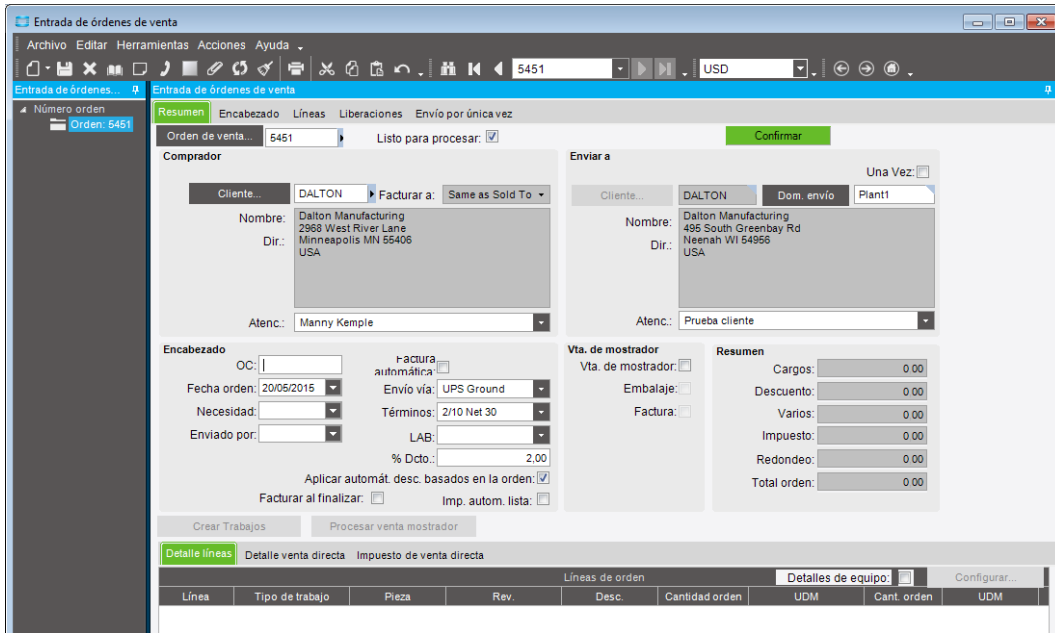 Entrada de órdenes de venta
Archivo Editar Herramientas Acciones Ayuda
5451 USD
Entrada de órdenes... Entrada de órdenes de venta
Número orden
Orden: 5451
Resumen Encabezado Líneas Liberaciones Envío por única vez
Orden de venta... 5451 Listo para procesar: Confirmar
Comprador Enviar a
Una Vez:
Cliente... DALTON Facturar a: Same as Sold To Cliente... DALTON Dom. envío Plant1
Nombre: Dalton Manufacturing Nombre: Dalton Manufacturing
2968 West River Lane 495 South Greenbay Rd
Dir.: Minneapolis MN 55406 Dir.: Neenah WI 54956
USA USA
Atenc.: Manny Kemple Atenc.: Prueba cliente
Encabezado Vta. de mostrador Resumen
OC: Factura automática: Vta. de mostrador: Cargos: 0.00
Fecha orden: 20/05/2015 Envío vía: UPS Ground Embalaje: Descuento: 0.00
Necesidad: Términos: 2/10 Net 30 Factura: Varios: 0.00
Enviado por: LAB: Impuesto: 0.00
% Dcto.: 2,00 Redondeo: 0.00
Aplicar automát. desc. basados en la orden: Total orden: 0.00
Facturar al finalizar: Imp. autom. lista:
Crear Trabajos Procesar venta mostrador
Detalle líneas Detalle venta directa Impuesto de venta directa
Líneas de orden Detalles de equipo: Configurar...
Línea Tipo de trabajo Pieza Rev. Desc. Cantidad orden UDM Cant. orden UDM